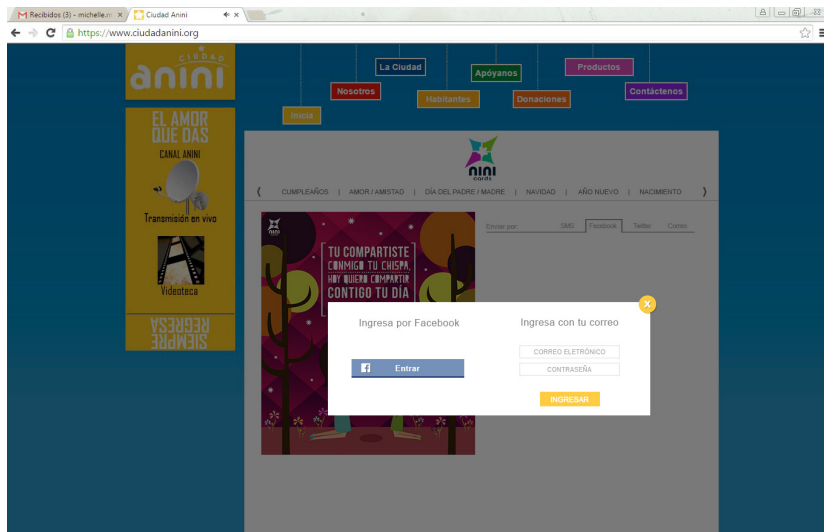 Recibidos (3) - michelle.m
Ciudad Anini
https://www.ciudadanini.org
CIUDAD
anini
La Ciudad
Apóyanos
Productos
Nosotros
Habitantes
Donaciones
Contáctenos
Inicia
EL AMOR
QUE DAS
CANAL ANINI
Transmisión en vivo
Videoteca
SIEMPRE
REGRESA
nini
cards
CUMPLEAÑOS | AMOR / AMISTAD | DÍA DEL PADRE / MADRE | NAVIDAD | AÑO NUEVO | NACIMIENTO
Enviar por: SMS Facebook Twitter Correo
nini
TU COMPARTISTE
CONMIGO TU CHISPA,
HOY QUIERO COMPARTIR
CONTIGO TU DÍA
X
Ingresa por Facebook
Entrar
Ingresa con tu correo
CORREO ELETRÓNICO
CONTRASEÑA
INGRESAR